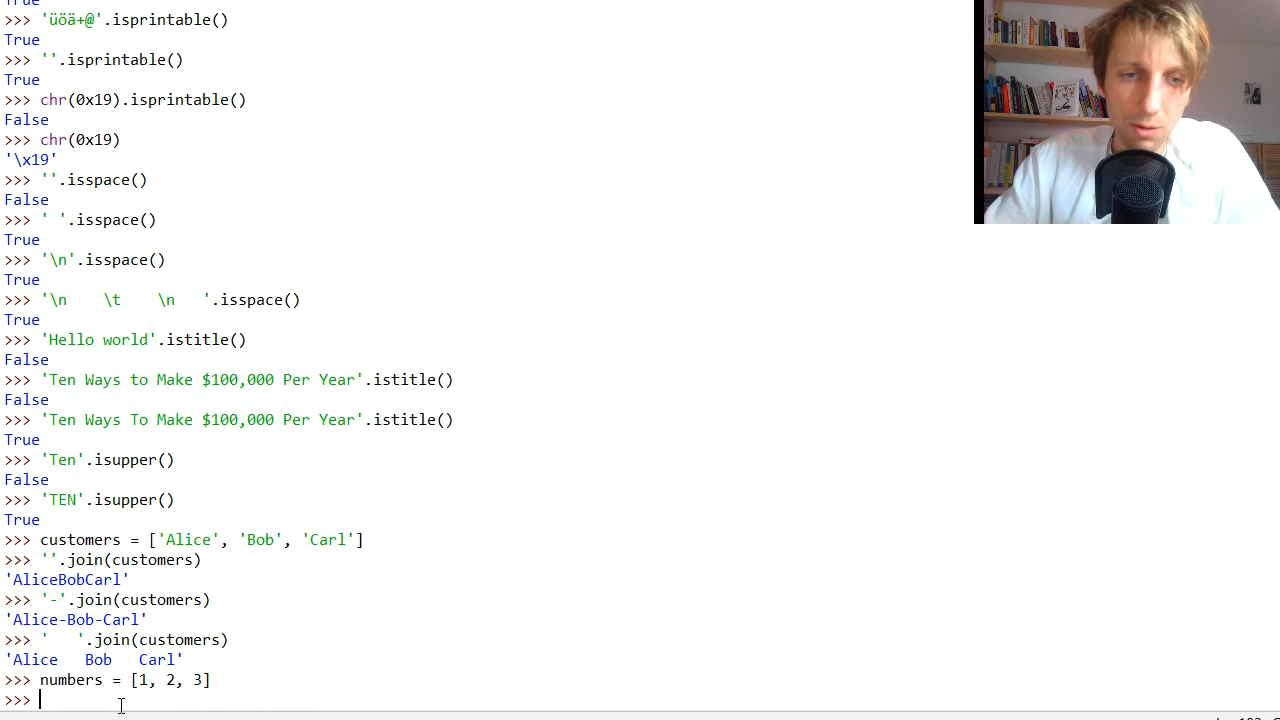 >>> 'üöä+@'.isprintable()
True
>>> ''.isprintable()
True
>>> chr(0x19).isprintable()
False
>>> chr(0x19)
'\x19'
>>> ''.isspace()
False
>>> ' '.isspace()
True
>>> '\n'.isspace()
True
>>> '\n    \t    \n   '.isspace()
True
>>> 'Hello world'.istitle()
False
>>> 'Ten Ways to Make $100,000 Per Year'.istitle()
False
>>> 'Ten Ways To Make $100,000 Per Year'.istitle()
True
>>> 'Ten'.isupper()
False
>>> 'TEN'.isupper()
True
>>> customers = ['Alice', 'Bob', 'Carl']
>>> ''.join(customers)
'AliceBobCarl'
>>> '-'.join(customers)
'Alice-Bob-Carl'
>>> '   '.join(customers)
'Alice   Bob   Carl'
>>> numbers = [1, 2, 3]
>>>